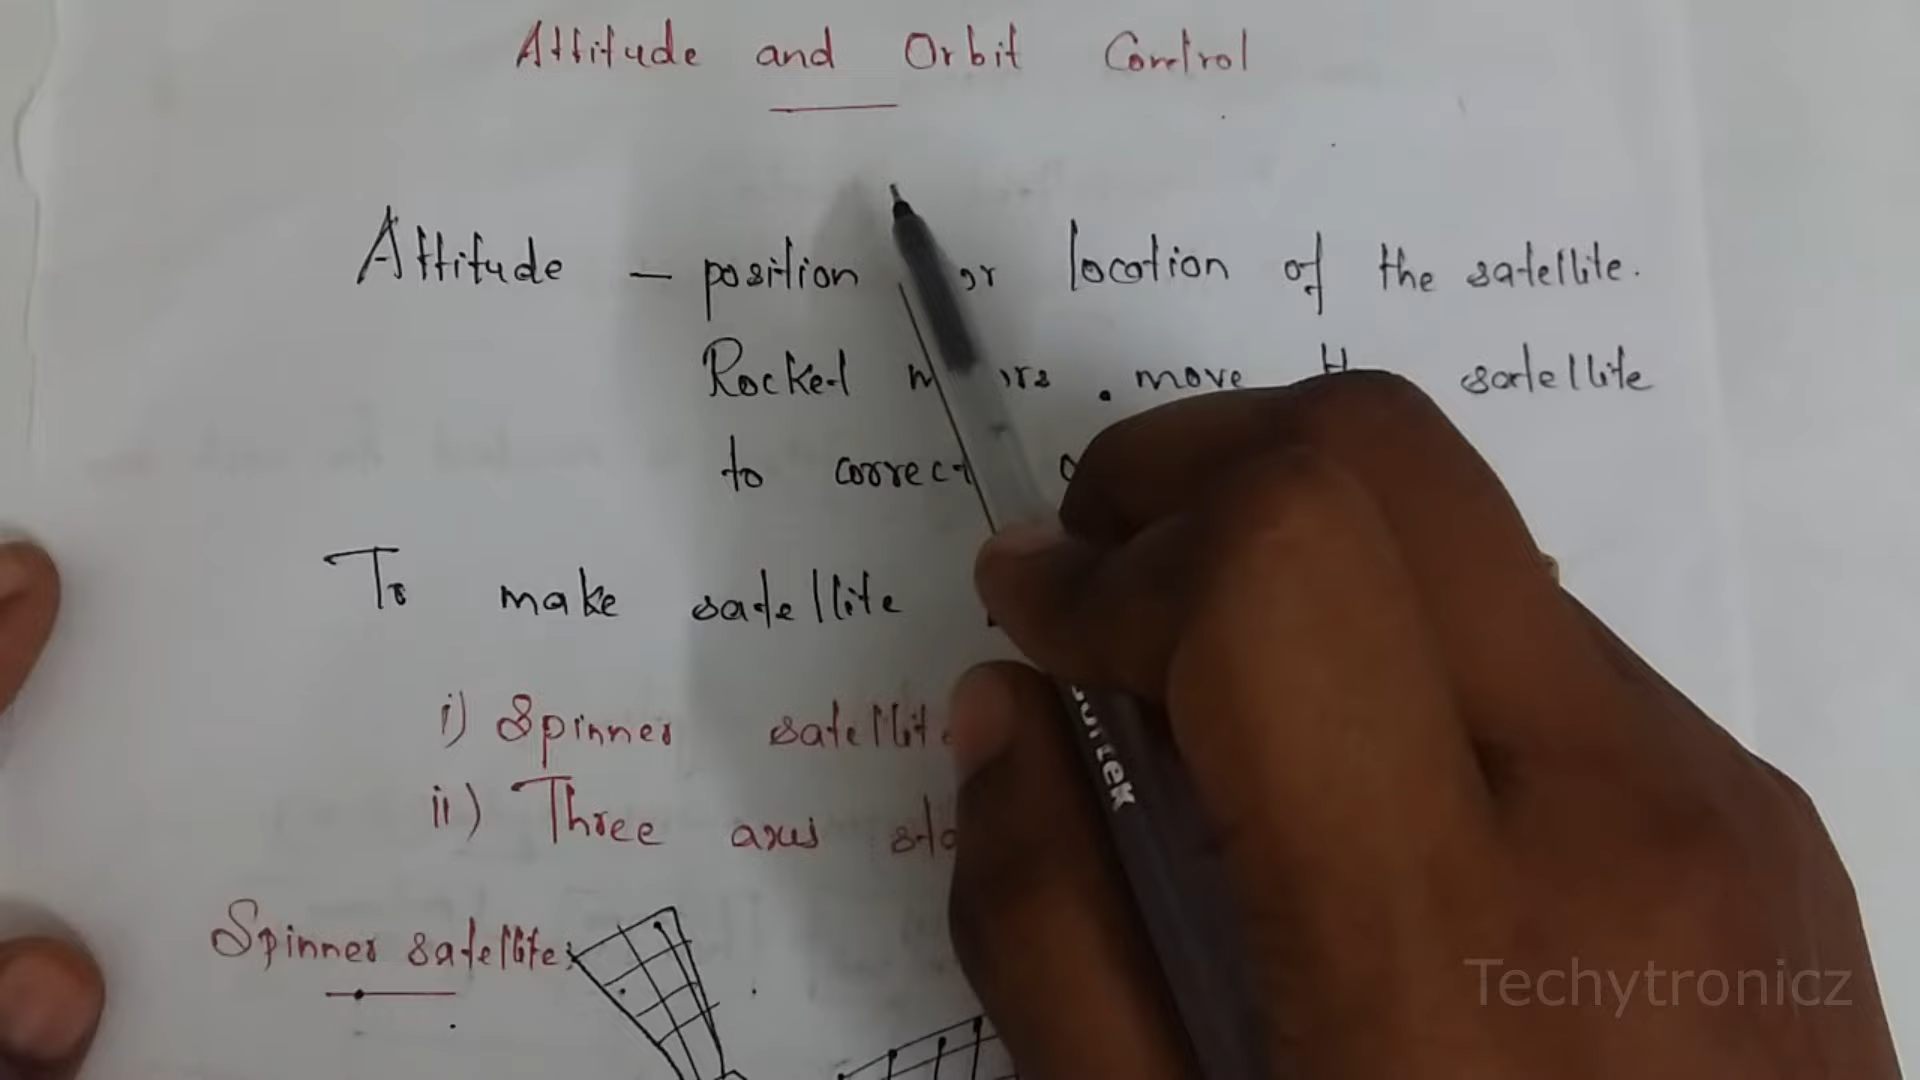 Attitude and Orbit Control
Attitude - position or location of the satellite.
Rocket move satellite
to correct
To make satellite
i) Spinner satellite
ii) Three axis
Spinner satellite:
Techytronicz